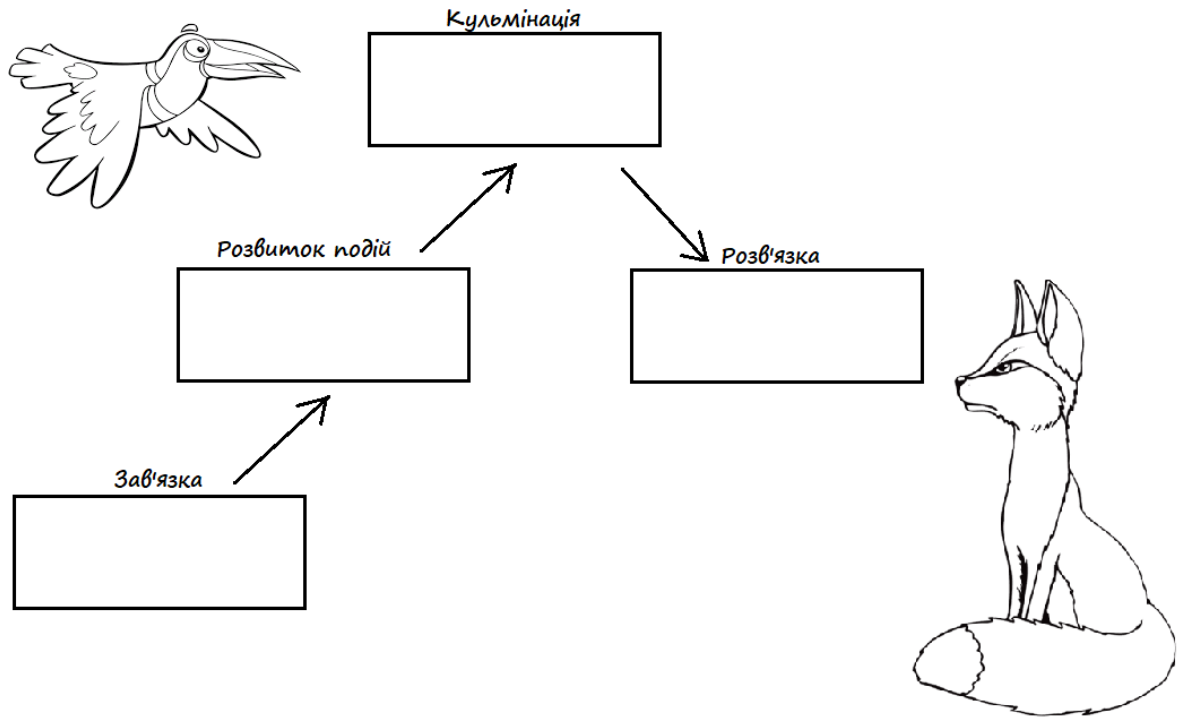 Кульмінація
Розвиток подій
Розв'язка
Зав'язка